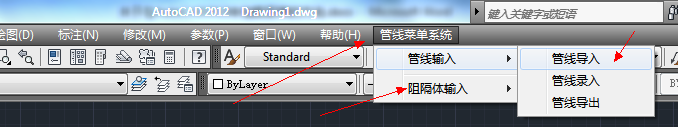 AutoCAD 2012 Drawing1.dwg
键入关键字或短语
绘图(D) 标注(N) 修改(M) 参数(P) 窗口(W) 帮助(H) 管线菜单系统
Standard
管线输入
管线导入
管线录入
ByLayer
阻隔体输入
管线导出